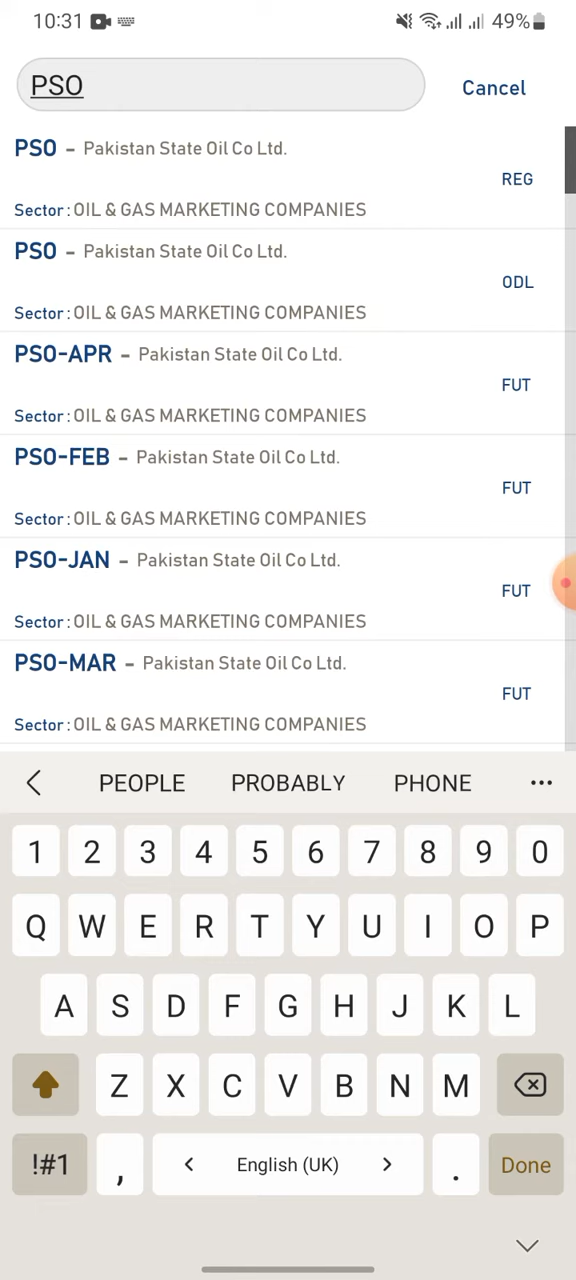 10:31 49%
PSO Cancel
PSO – Pakistan State Oil Co Ltd.
REG
Sector : OIL & GAS MARKETING COMPANIES
PSO – Pakistan State Oil Co Ltd.
ODL
Sector : OIL & GAS MARKETING COMPANIES
PSO-APR – Pakistan State Oil Co Ltd.
FUT
Sector : OIL & GAS MARKETING COMPANIES
PSO-FEB – Pakistan State Oil Co Ltd.
FUT
Sector : OIL & GAS MARKETING COMPANIES
PSO-JAN – Pakistan State Oil Co Ltd.
FUT
Sector : OIL & GAS MARKETING COMPANIES
PSO-MAR – Pakistan State Oil Co Ltd.
FUT
Sector : OIL & GAS MARKETING COMPANIES
PEOPLE PROBABLY PHONE ...
1 2 3 4 5 6 7 8 9 0
Q W E R T Y U I O P
A S D F G H J K L
Z X C V B N M
!#1 , < English (UK) > . Done